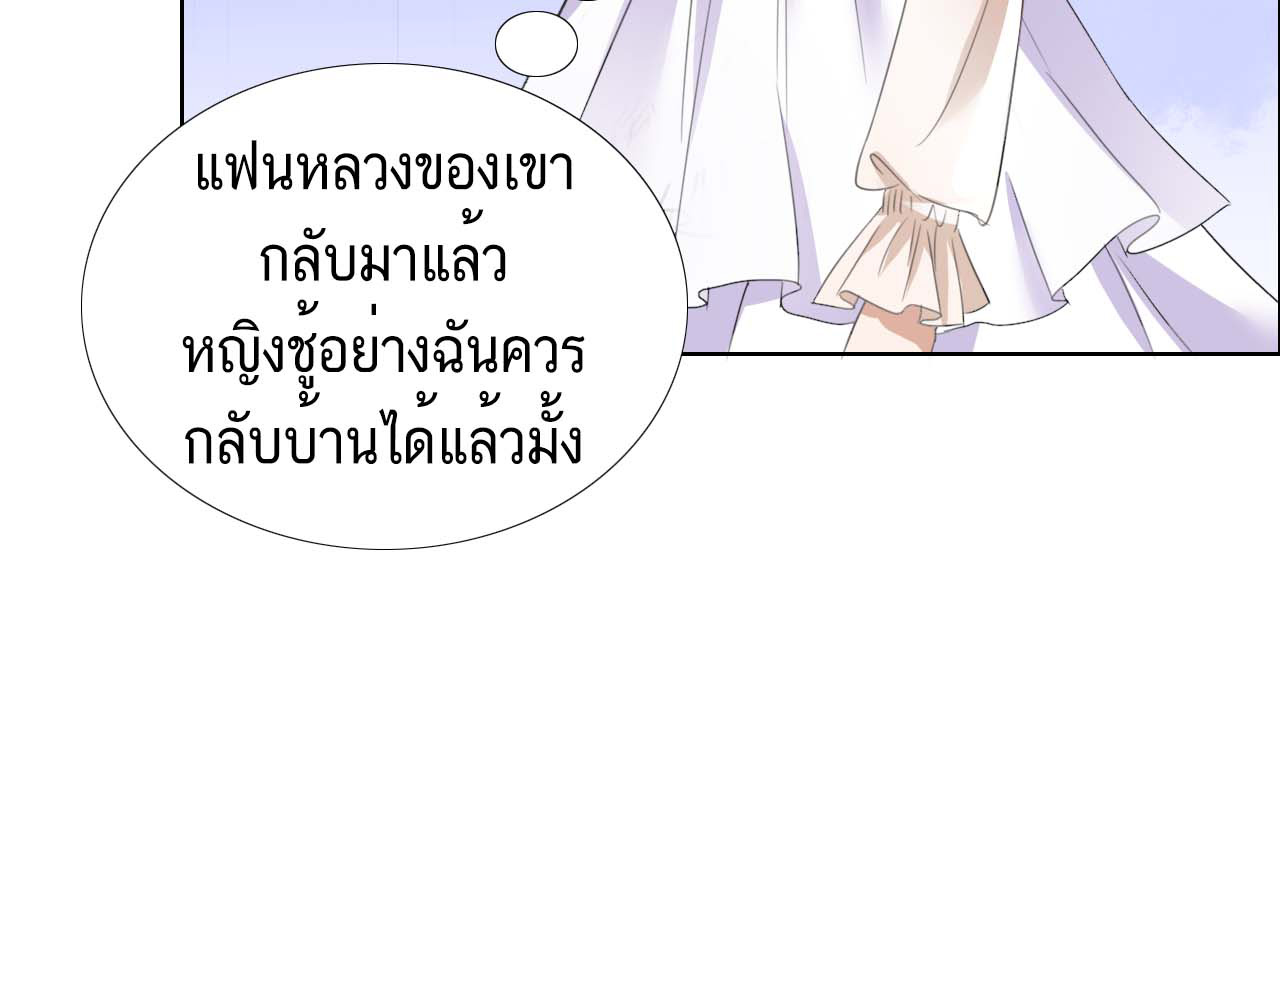 แฟนหลวงของเขา
กลับมาแล้ว
หญิงชู้อย่างฉันควร
กลับบ้านได้แล้วมั้ง